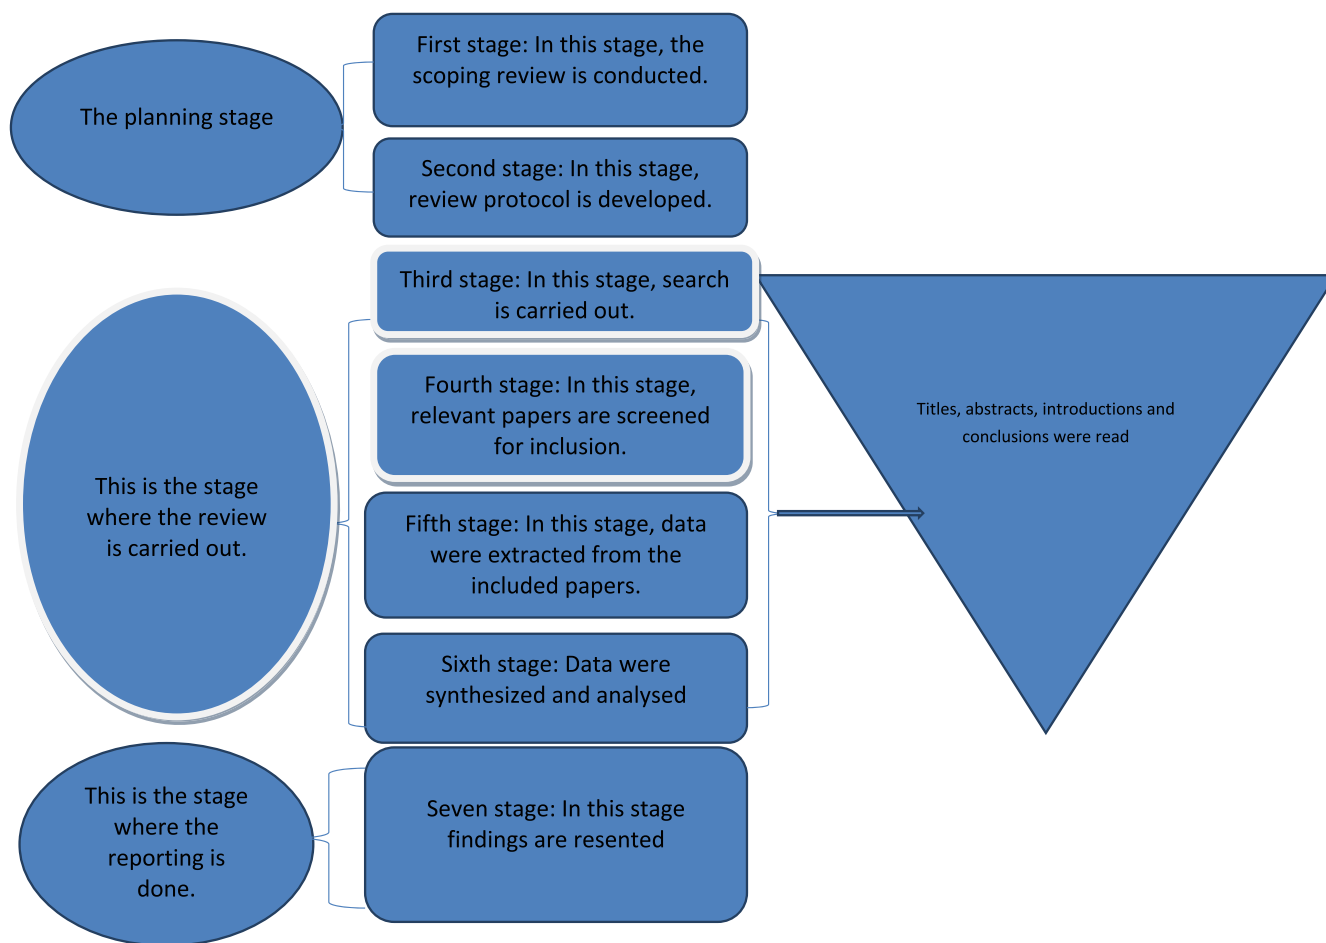 The planning stage
First stage: In this stage, the
scoping review is conducted.
Second stage: In this stage,
review protocol is developed.
This is the stage
where the review
is carried out.
Third stage: In this stage, search
is carried out.
Fourth stage: In this stage,
relevant papers are screened
for inclusion.
Fifth stage: In this stage, data
were extracted from the
included papers.
Sixth stage: Data were
synthesized and analysed
Titles, abstracts, introductions and
conclusions were read
This is the stage
where the
reporting is
done.
Seven stage: In this stage
findings are resented